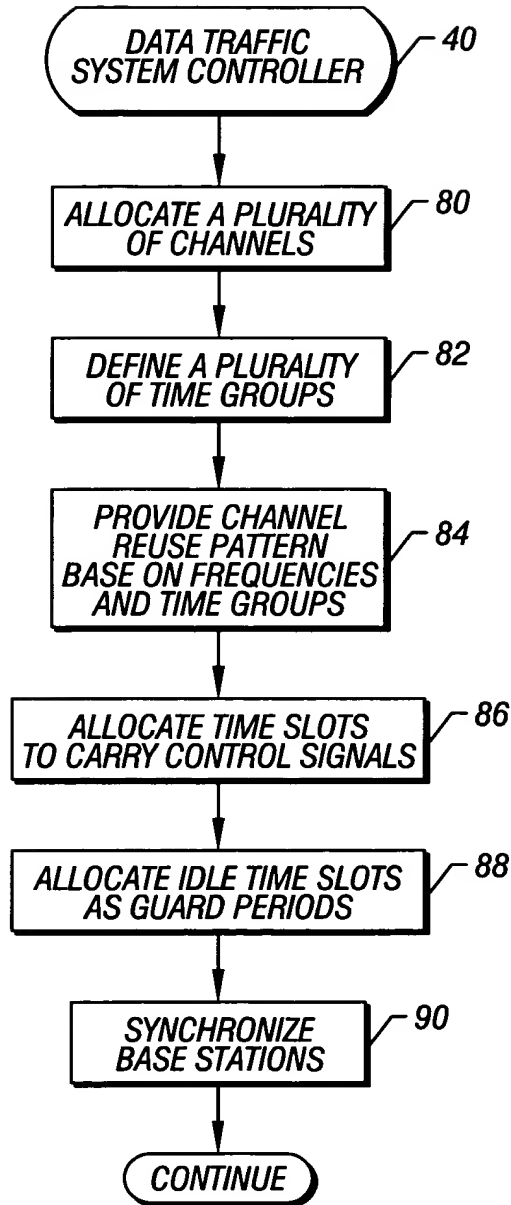 DATA TRAFFIC
SYSTEM CONTROLLER
40
ALLOCATE A PLURALITY
OF CHANNELS
80
DEFINE A PLURALITY
OF TIME GROUPS
82
PROVIDE CHANNEL
REUSE PATTERN
BASE ON FREQUENCIES
AND TIME GROUPS
84
ALLOCATE TIME SLOTS
TO CARRY CONTROL SIGNALS
86
ALLOCATE IDLE TIME SLOTS
AS GUARD PERIODS
88
SYNCHRONIZE
BASE STATIONS
90
CONTINUE